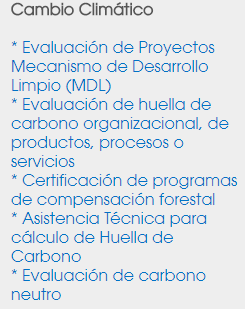 Cambio Climático
* Evaluación de Proyectos
Mecanismo de Desarrollo
Limpio (MDL)
* Evaluación de huella de
carbono organizacional, de
productos, procesos o
servicios
* Certificación de programas
de compensación forestal
* Asistencia Técnica para
cálculo de Huella de
Carbono
* Evaluación de carbono
neutro